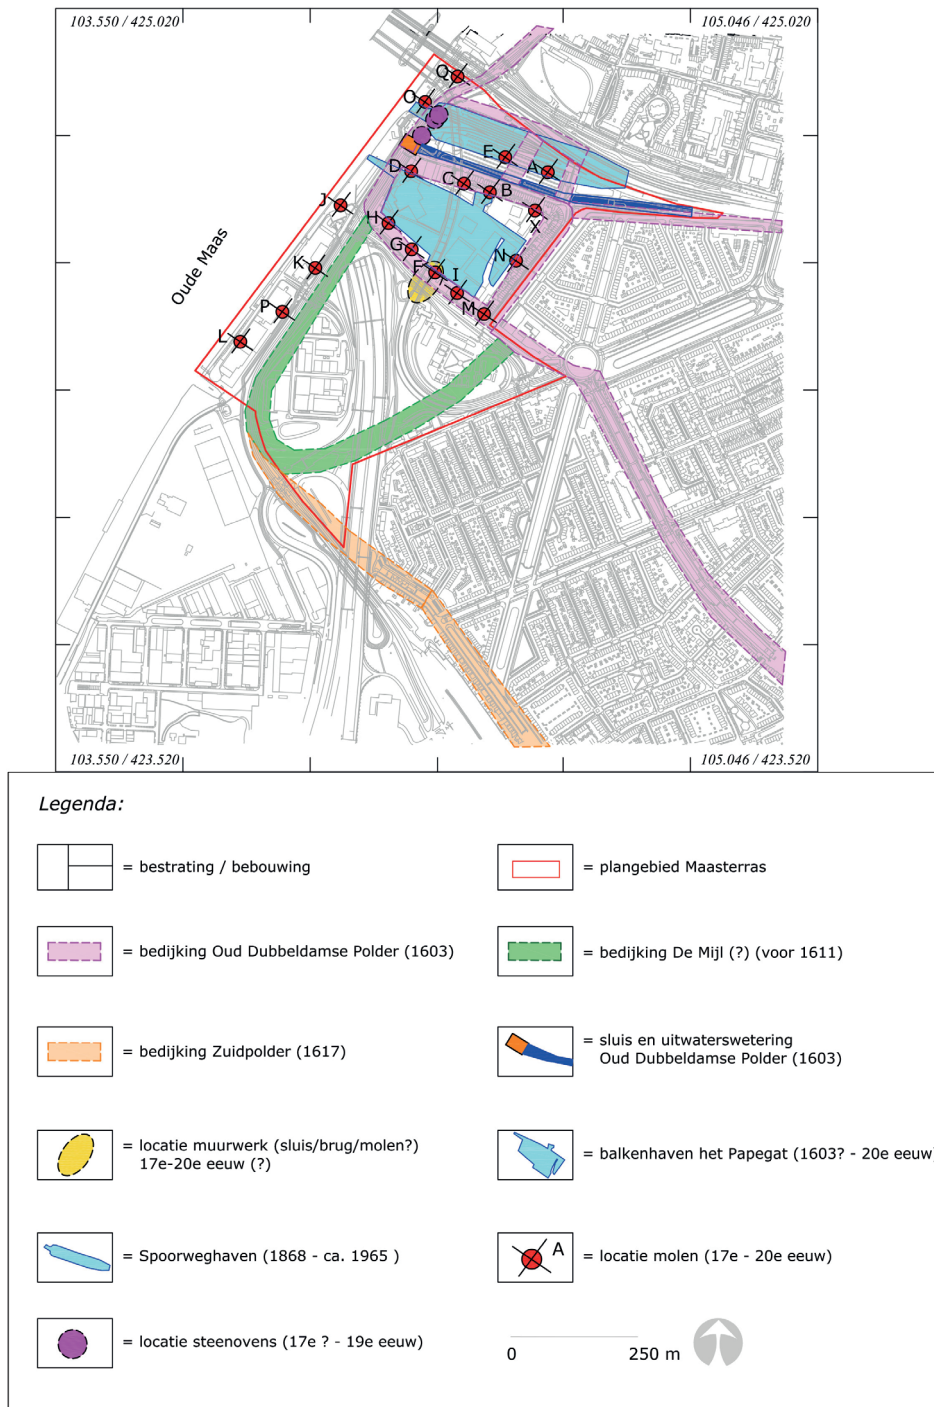 103.550 / 425.020
105.046 / 425.020
Q
O
E
A
D
C
B
J
X
H
G
N
K
F
I
Oude Maas
P
M
L
103.550 / 423.520
105.046 / 423.520
Legenda:
= bestrating / bebouwing
= plangebied Maasterras
= bedijking Oud Dubbeldamse Polder (1603)
= bedijking De Mijl (?) (voor 1611)
= bedijking Zuidpolder (1617)
= sluis en uitwaterswetering
Oud Dubbeldamse Polder (1603)
= locatie muurwerk (sluis/brug/molen?)
17e-20e eeuw (?)
= balkenhaven het Papegat (1603? - 20e eeuw)
= Spoorweghaven (1868 - ca. 1965 )
A
= locatie molen (17e - 20e eeuw)
= locatie steenovens (17e ? - 19e eeuw)
0 250 m